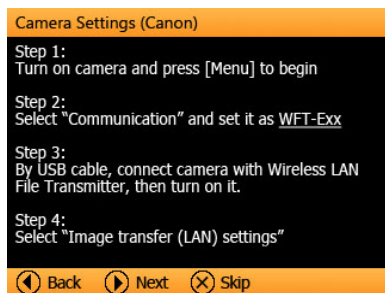 Camera Settings (Canon)
Step 1:
Turn on camera and press [Menu] to begin
Step 2:
Select "Communication" and set it as WFT-Exx
Step 3:
By USB cable, connect camera with Wireless LAN
File Transmitter, then turn on it.
Step 4:
Select "Image transfer (LAN) settings"
Back Next Skip